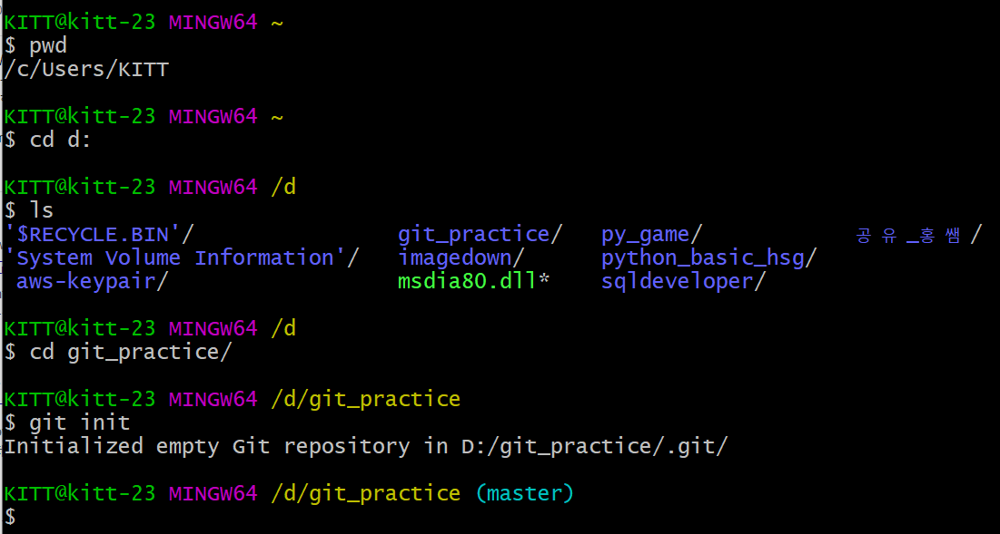 KITT@kitt-23 MINGW64 ~
$ pwd
/c/Users/KITT
KITT@kitt-23 MINGW64 ~
$ cd d:
KITT@kitt-23 MINGW64 /d
$ ls
'$RECYCLE.BIN'/ git_practice/ py_game/ 공유_홍쌤/
'System Volume Information'/ imagedown/ python_basic_hsg/
aws-keypair/ msdia80.dll* sqldeveloper/
KITT@kitt-23 MINGW64 /d
$ cd git_practice/
KITT@kitt-23 MINGW64 /d/git_practice
$ git init
Initialized empty Git repository in D:/git_practice/.git/
KITT@kitt-23 MINGW64 /d/git_practice (master)
$